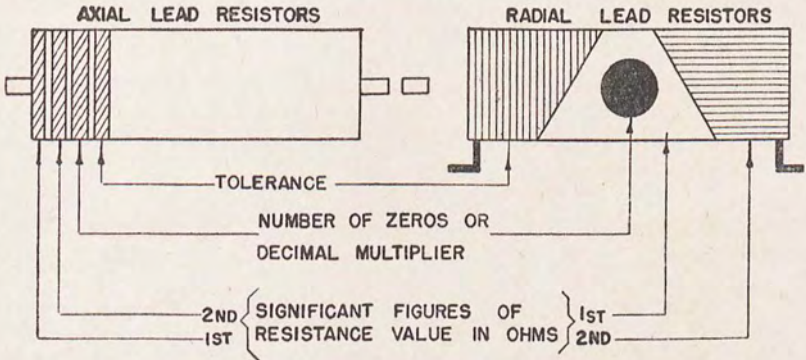 AXIAL LEAD RESISTORS
RADIAL LEAD RESISTORS
TOLERANCE
NUMBER OF ZEROS OR
DECIMAL MULTIPLIER
2ND SIGNIFICANT FIGURES OF 1ST
1ST RESISTANCE VALUE IN OHMS 2ND